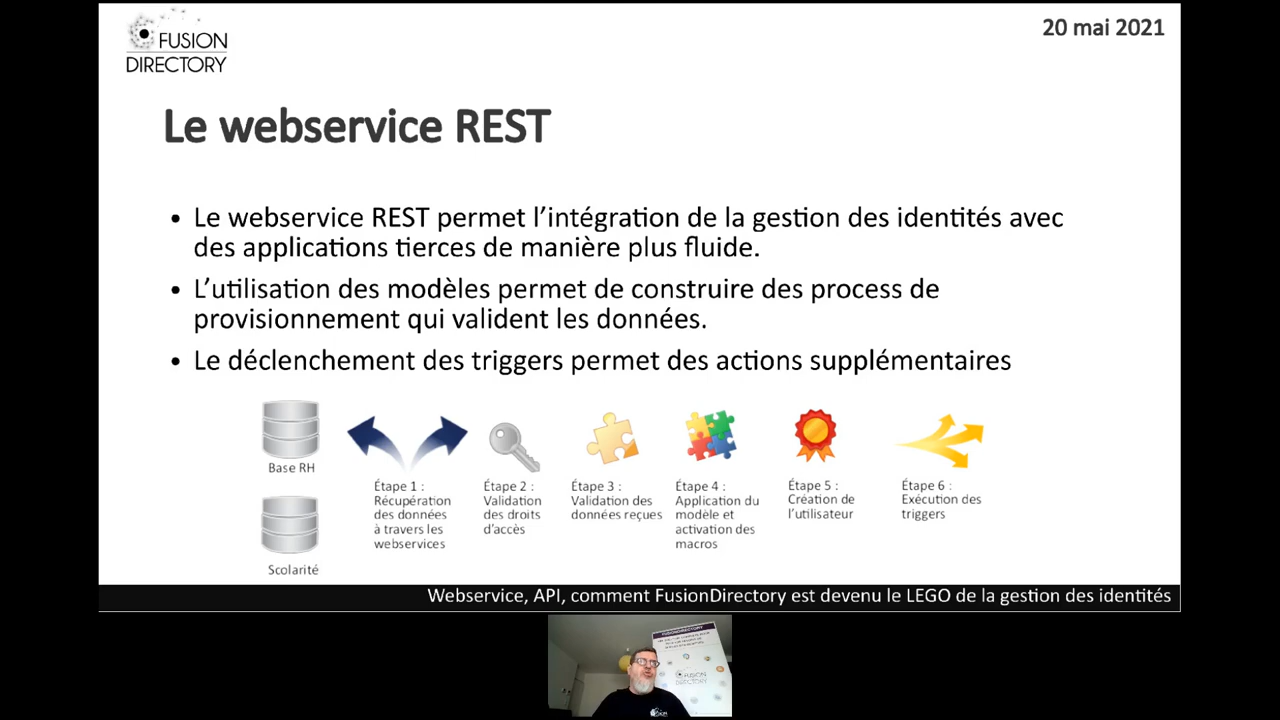 FUSION
DIRECTORY
20 mai 2021
Le webservice REST
• Le webservice REST permet l'intégration de la gestion des identités avec
des applications tierces de manière plus fluide.
• L'utilisation des modèles permet de construire des process de
provisionnement qui valident les données.
• Le déclenchement des triggers permet des actions supplémentaires
Base RH
Scolarité
Étape 1 :
Récupération
des données
à travers les
webservices
Étape 2 :
Validation
des droits
d'accès
Étape 3 :
Validation des
données reçues
Étape 4 :
Application du
modèle et
activation des
macros
Étape 5 :
Création de
l'utilisateur
Étape 6 :
Exécution des
triggers
Webservice, API, comment FusionDirectory est devenu le LEGO de la gestion des identités
FUSIONDIRECTORY
FUSION
DIRECTORY